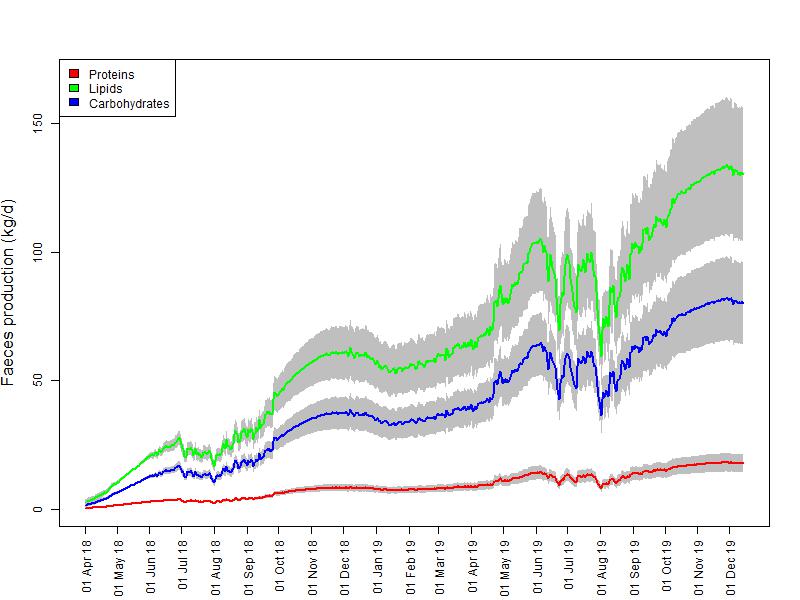 Proteins
Lipids
Carbohydrates
Faeces production (kg/d)
150
100
50
0
01 Apr 18
01 May 18
01 Jun 18
01 Jul 18
01 Aug 18
01 Sep 18
01 Oct 18
01 Nov 18
01 Dec 18
01 Jan 19
01 Feb 19
01 Mar 19
01 Apr 19
01 May 19
01 Jun 19
01 Jul 19
01 Aug 19
01 Sep 19
01 Oct 19
01 Nov 19
01 Dec 19